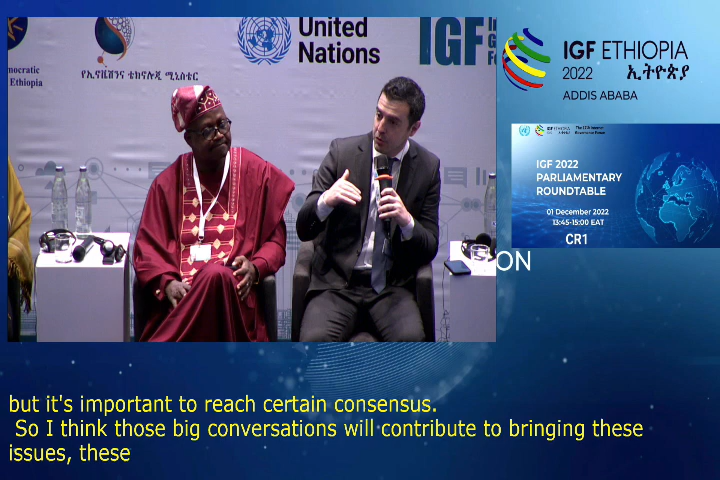 mocratic
Ethiopia
የኢኖቬሽንና ቴክኖሎጂ ሚኒስቴር
United
Nations
IGF
IGF ETHIOPIA
2022 ኢትዮጵያ
ADDIS ABABA
IGF 2022
PARLIAMENTARY
ROUNDTABLE
01 December 2022
13:45-15:00 EAT
CR1
ON
but it's important to reach certain consensus.
So I think those big conversations will contribute to bringing these
issues, these